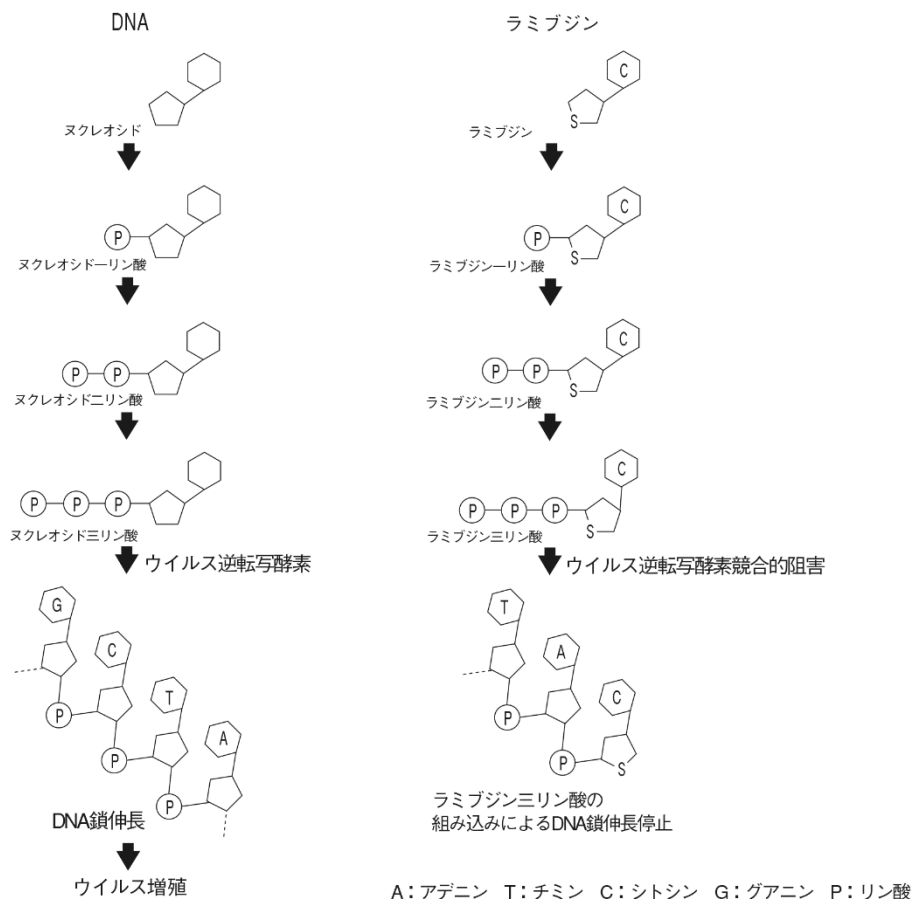 DNA
ラミブジン
C
ヌクレオシド
S
ラミブジン
P
ヌクレオシド一リン酸
C
P
S
ラミブジン一リン酸
P P
ヌクレオシド二リン酸
C
P P
S
ラミブジン二リン酸
P P P
ヌクレオシド三リン酸
C
P P P
S
ラミブジン三リン酸
ウイルス逆転写酵素
ウイルス逆転写酵素競合的阻害
G
C
T
A
P
P
P
DNA鎖伸長
ウイルス増殖
T
A
C
P
P
S
ラミブジン三リン酸の
組み込みによるDNA鎖伸長停止
A：アデニン T：チミン C：シトシン G：グアニン P：リン酸